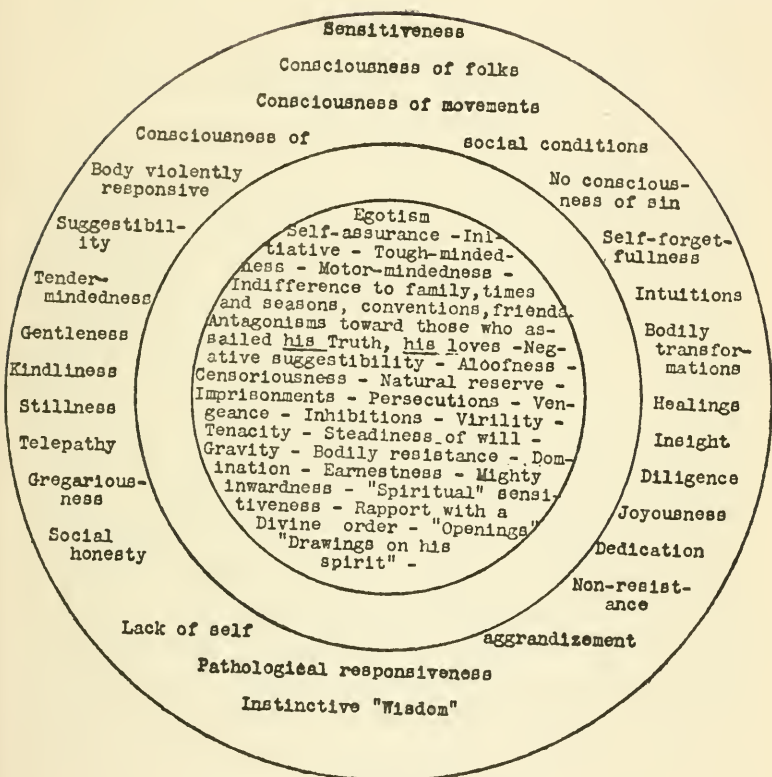 Sensitiveness
Consciousness of folks
Consciousness of movements
Consciousness of social conditions
Body violently
responsive
Suggestibil-
ity
Tender-
mindedness
Gentleness
Kindliness
Stillness
Telepathy
Gregarious-
ness
Social
honesty
No conscious-
ness of sin
Self-forget-
fullness
Intuitions
Bodily
transfor-
mations
Healings
Insight
Diligence
Joyousness
Dedication
Non-resist-
ance
Egotism
Self-assurance -Ini-
tiative - Tough-minded-
ness - Motor-mindedness -
Indifference to family,times
and seasons, conventions,friends.
Antagonisms toward those who as-
sailed his Truth, his loves -Neg-
ative suggestibility - Aloofness -
Censoriousness - Natural reserve -
Imprisonments - Persecutions - Ven-
geance - Inhibitions - Virility -
Tenacity - Steadiness of will -
Gravity - Bodily resistance - Dom-
ination - Earnestness - Mighty
inwardness - "Spiritual" sensi-
tiveness - Rapport with a
Divine order - "Openings"
"Drawings on his
spirit" -
Lack of self aggrandizement
Pathological responsiveness
Instinctive "Wisdom"